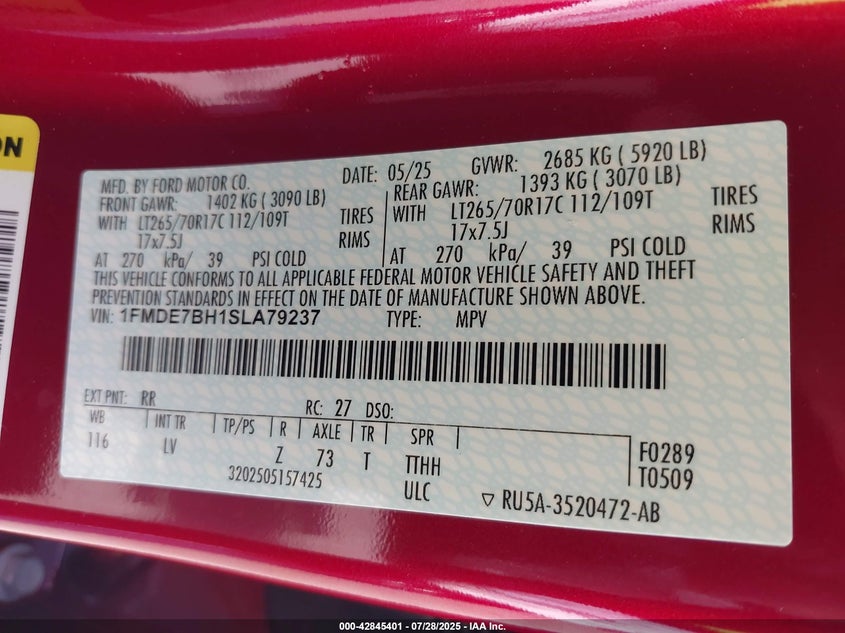 ON
MFD. BY FORD MOTOR CO.
DATE: 05/25 GVWR: 2685 KG ( 5920 LB)
FRONT GAWR: 1402 KG ( 3090 LB) REAR GAWR: 1393 KG ( 3070 LB)
WITH LT265/70R17C 112/109T TIRES WITH LT265/70R17C 112/109T TIRES
17x7.5J RIMS 17x7.5J RIMS
AT 270 kPa/ 39 PSI COLD AT 270 kPa/ 39 PSI COLD
THIS VEHICLE CONFORMS TO ALL APPLICABLE FEDERAL MOTOR VEHICLE SAFETY AND THEFT
PREVENTION STANDARDS IN EFFECT ON THE DATE OF MANUFACTURE SHOWN ABOVE.
VIN: 1FMDE7BH1SLA79237 TYPE: MPV
EXT PNT: RR RC: 27 DSO:
WB INT TR TP/PS R AXLE TR SPR
116 LV Z 73 T TTHH F0289
3202505157425 ULC T0509
RU5A-3520472-AB
000-42845401 - 07/28/2025 - IAA Inc.